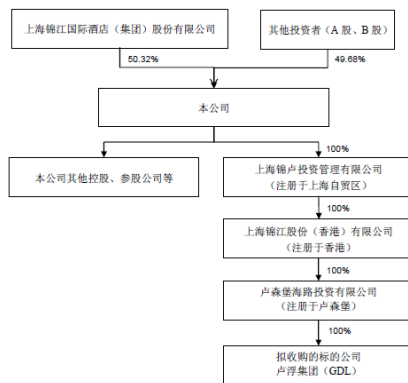 上海锦江国际酒店（集团）股份有限公司
其他投资者（A 股、B 股）
50.32%
49.68%
本公司
100%
本公司其他控股、参股公司等
上海锦卢投资管理有限公司
（注册于上海自贸区）
100%
上海锦江股份（香港）有限公司
（注册于香港）
100%
卢森堡海路投资有限公司
（注册于卢森堡）
100%
拟收购的标的公司
卢浮集团（GDL）